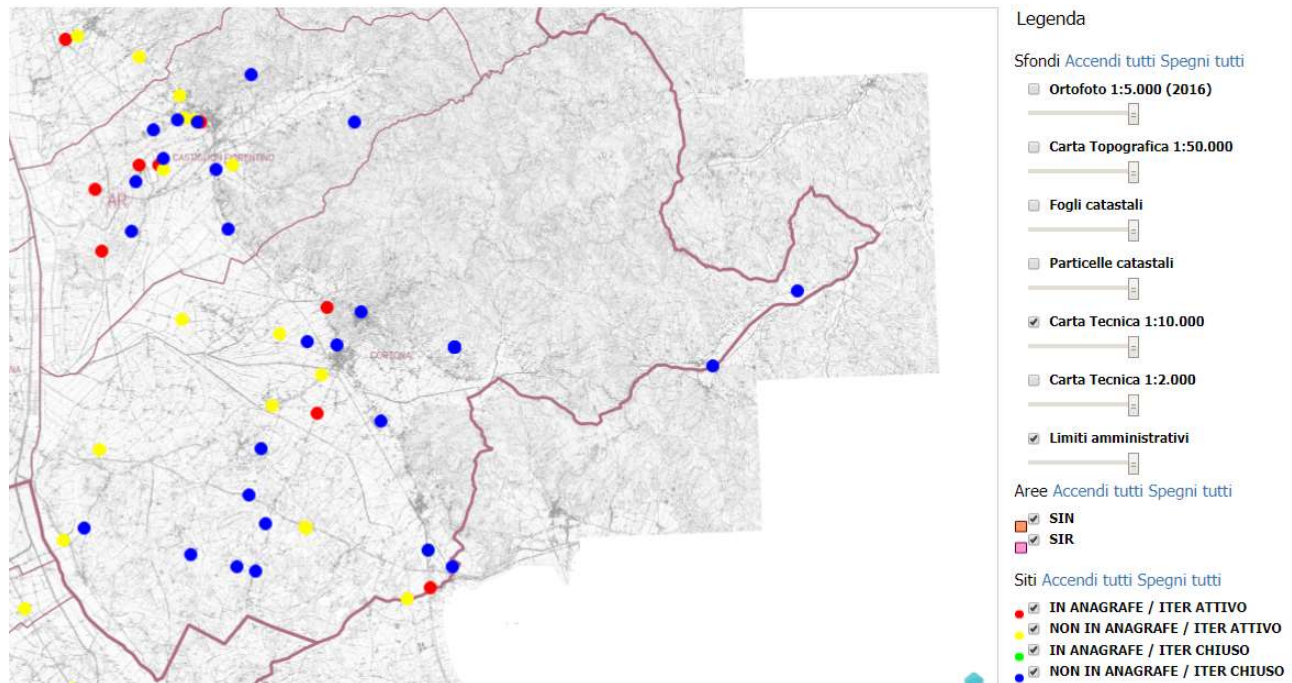 Legenda
Sfondi Accendi tutti Spegni tutti
Ortofoto 1:5.000 (2016)
Carta Topografica 1:50.000
Fogli catastali
Particelle catastali
Carta Tecnica 1:10.000
Carta Tecnica 1:2.000
Limiti amministrativi
Aree Accendi tutti Spegni tutti
SIN
SIR
Siti Accendi tutti Spegni tutti
IN ANAGRAFE / ITER ATTIVO
NON IN ANAGRAFE / ITER ATTIVO
IN ANAGRAFE / ITER CHIUSO
NON IN ANAGRAFE / ITER CHIUSO
CASTIGLION FIORENTINO
AR
CORTONA